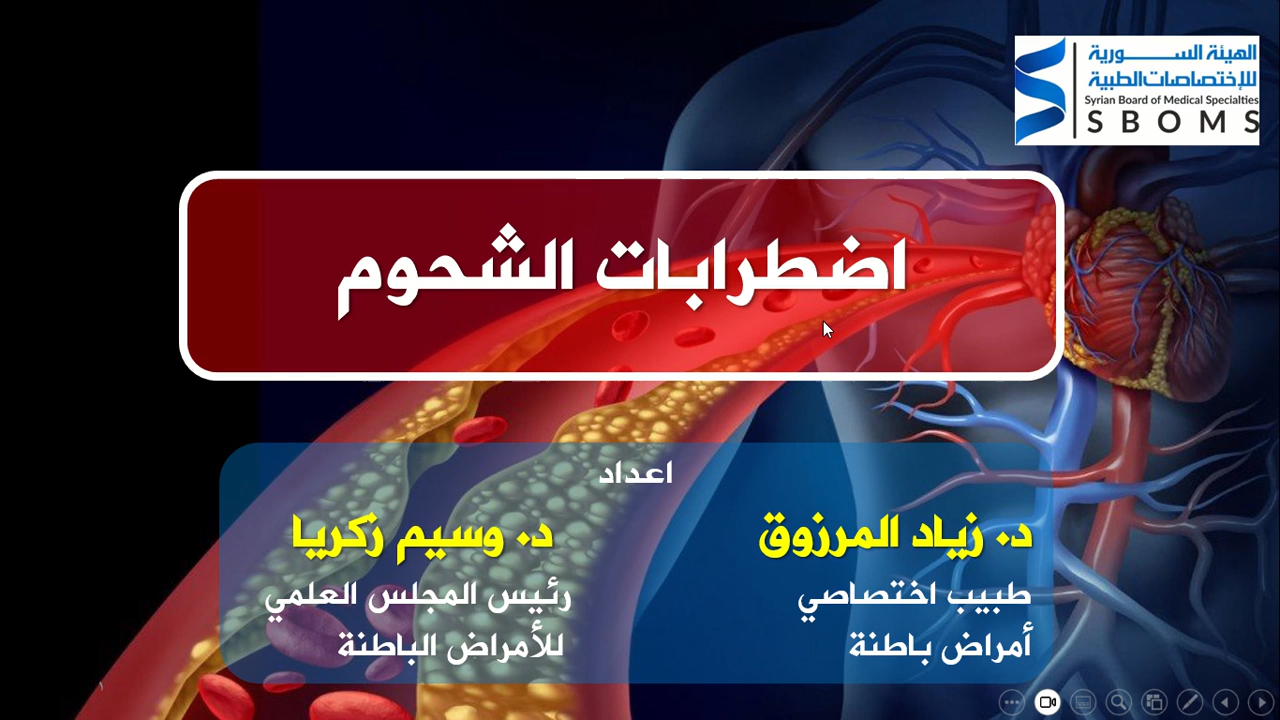 الهيئة السورية
للإختصاصات الطبية
Syrian Board of Medical Specialties
SBOMS
اضطرابات الشحوم
اعداد
د. زياد المرزوق
طبيب اختصاصي
أمراض باطنة
د. وسيم زكريا
رئيس المجلس العلمي
للأمراض الباطنة